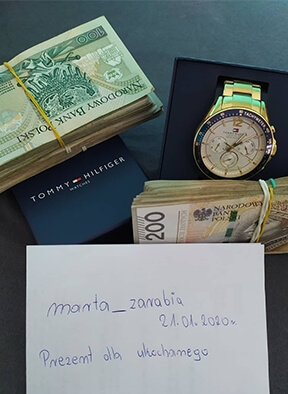 100
NARODOWY BANK POLSKI
TOMMY HILFIGER
WATCHES
200
NARODOWY
BANK
POLSKI
marta_zarabia
21.01.2020r.
Prezent dla ukochanego